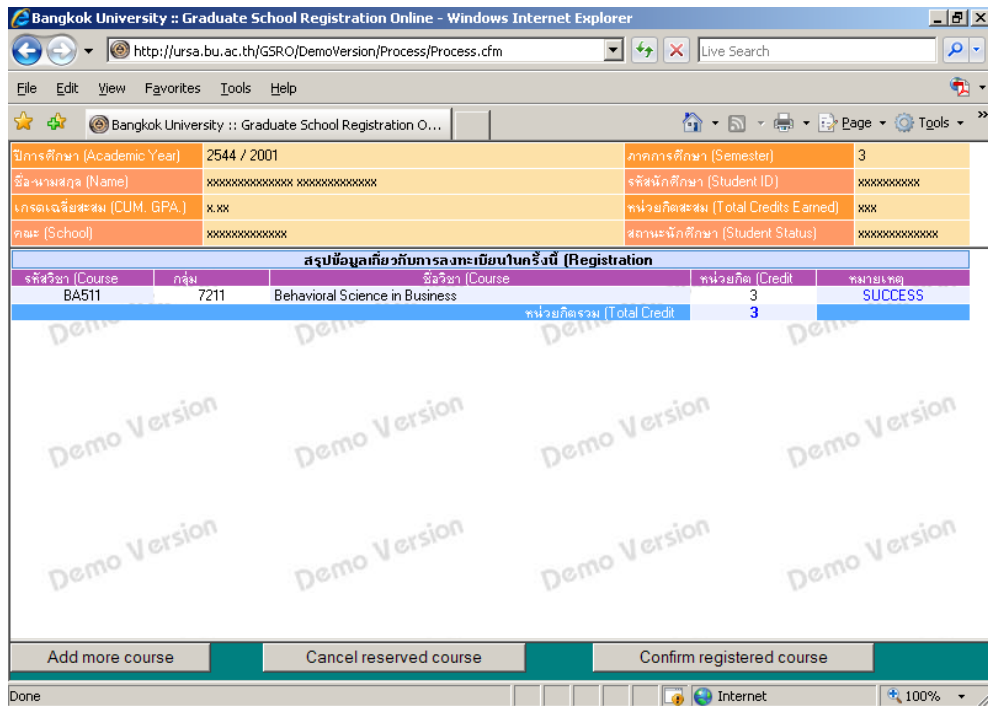 Bangkok University :: Graduate School Registration Online - Windows Internet Explorer
http://ursa.bu.ac.th/GSRO/DemoVersion/Process/Process.cfm Live Search
File Edit View Favorites Tools Help
Bangkok University :: Graduate School Registration O... Page Tools »
ปีการศึกษา (Academic Year) 2544 / 2001 ภาคการศึกษา (Semester) 3
ชื่อ-นามสกุล (Name) xxxxxxxxxxxxxx xxxxxxxxxxxxx รหัสนักศึกษา (Student ID) xxxxxxxxxx
เกรดเฉลี่ยสะสม (CUM. GPA.) x.xx หน่วยกิตสะสม (Total Credits Earned) xxx
คณะ (School) xxxxxxxxxxxxx สถานะนักศึกษา (Student Status) xxxxxxxxxxxxx
สรุปข้อมูลเกี่ยวกับการลงทะเบียนในครั้งนี้ (Registration
รหัสวิชา (Course กลุ่ม ชื่อวิชา (Course หน่วยกิต (Credit หมายเหตุ
BA511 7211 Behavioral Science in Business 3 SUCCESS
หน่วยกิตรวม (Total Credit 3
Demo Demo Demo Demo
Demo Version Demo Version Demo Version Demo Version
Demo Version Demo Version Demo Version Demo Version
Add more course Cancel reserved course Confirm registered course
Done Internet 100%